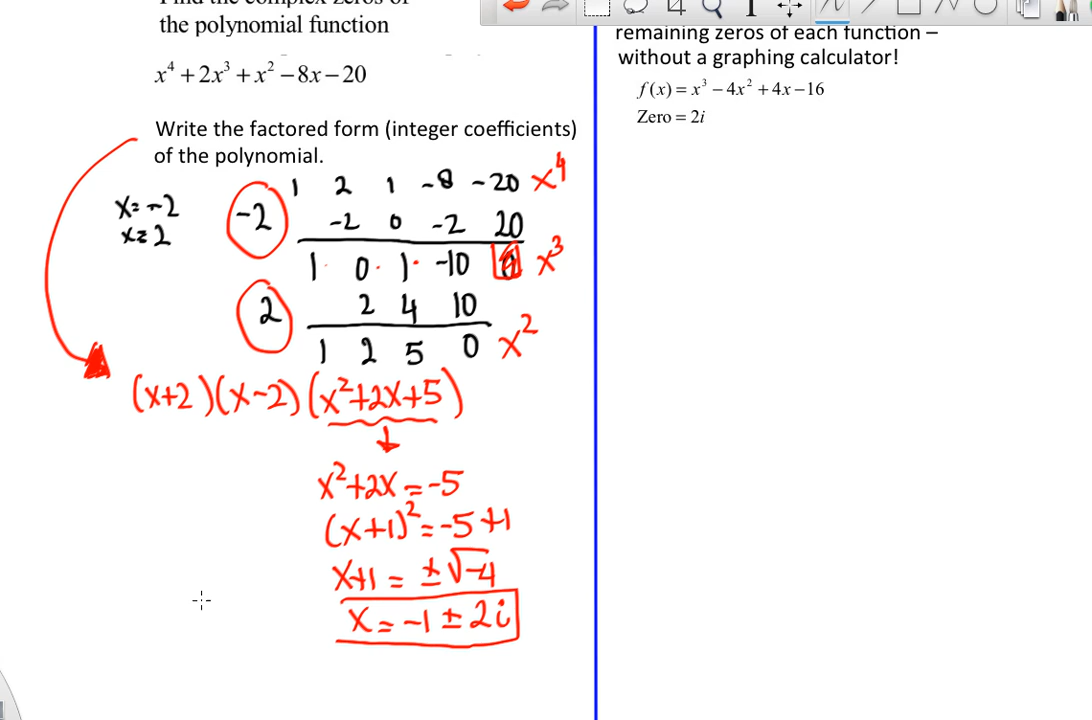 the polynomial function
x⁴ + 2x³ + x² − 8x − 20
Write the factored form (integer coefficients)
of the polynomial.
1 2 1 -8 -20 x⁴
x=-2
x=2
-2
-2 0 -2 20
1 0 1 -10 0 x³
2
2 4 10
1 2 5 0 x²
(x+2)(x-2)(x²+2x+5)
x²+2x=-5
(x+1)²=-5+1
x+1=±√-4
x=-1±2i
remaining zeros of each function –
without a graphing calculator!
f(x) = x³ − 4x² + 4x − 16
Zero = 2i